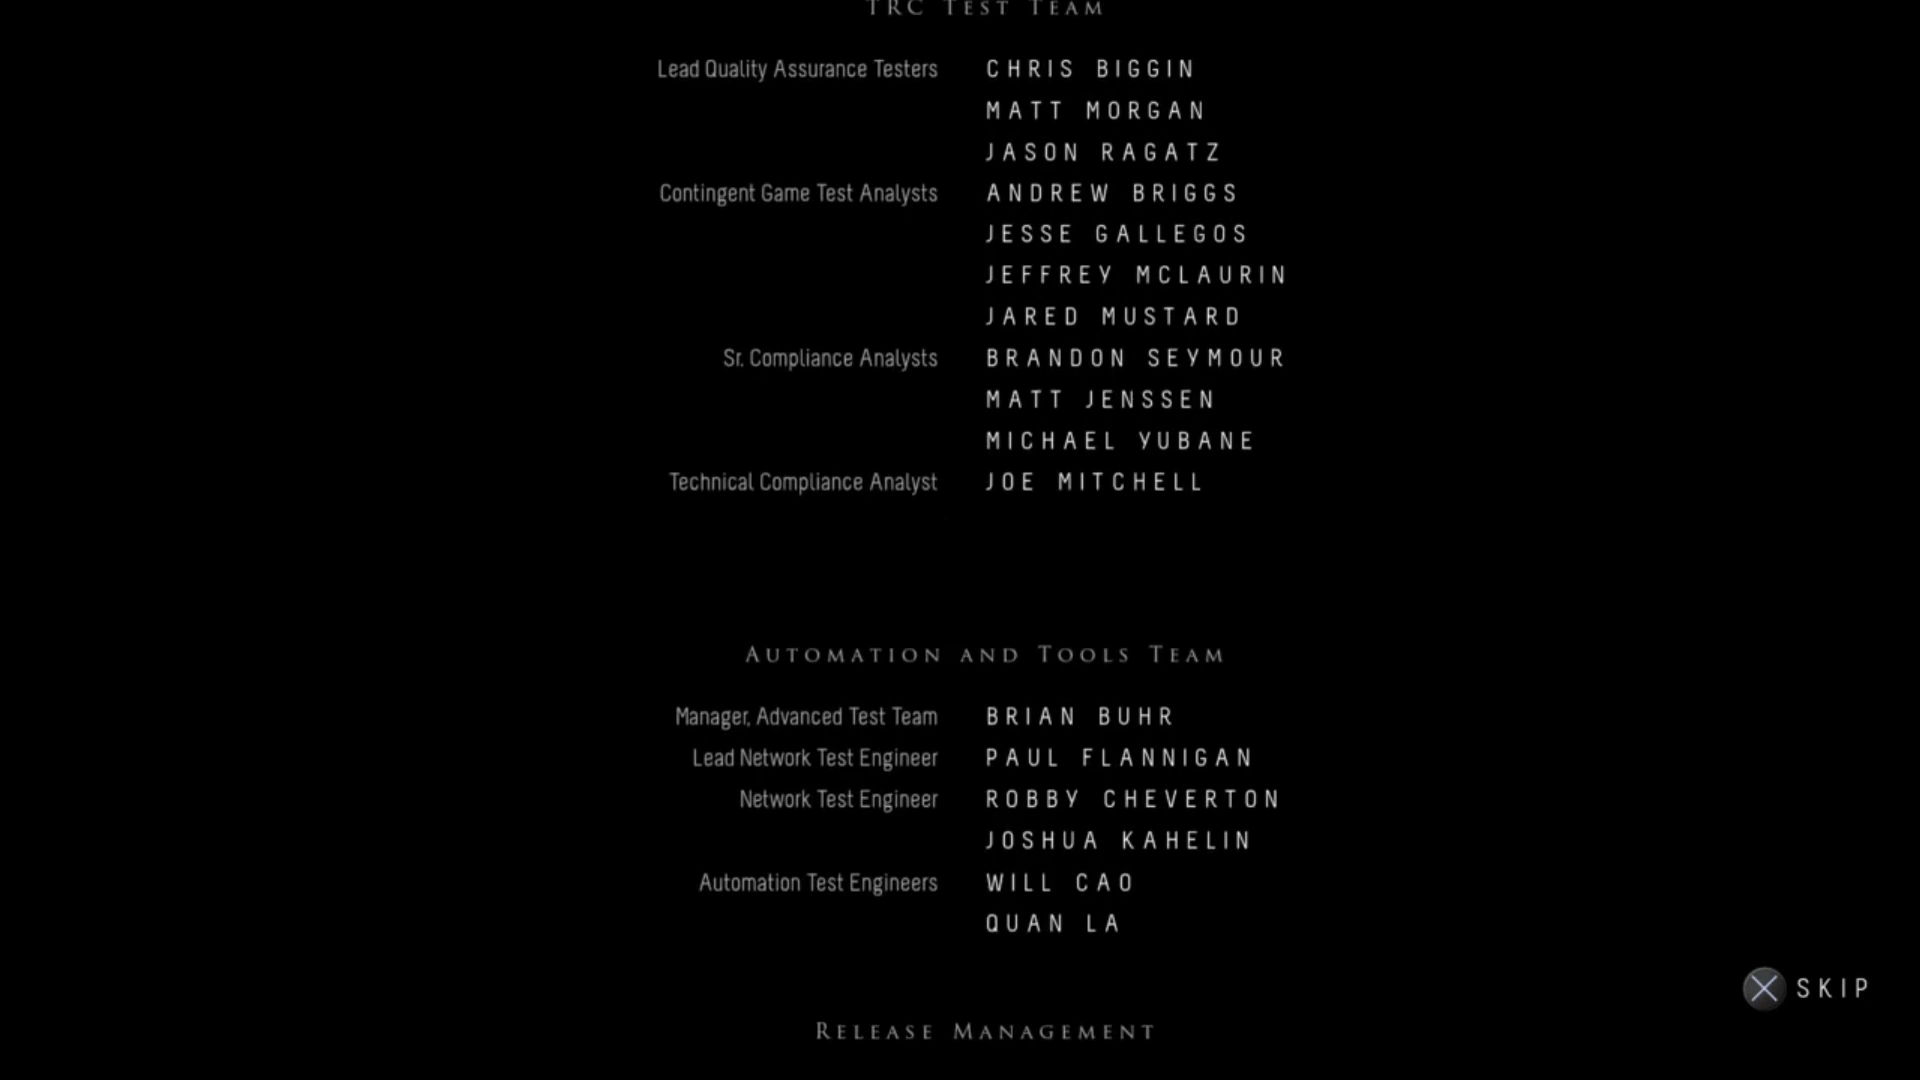 TRC TEST TEAM
Lead Quality Assurance Testers CHRIS BIGGIN
MATT MORGAN
JASON RAGATZ
Contingent Game Test Analysts ANDREW BRIGGS
JESSE GALLEGOS
JEFFREY MCLAURIN
JARED MUSTARD
Sr. Compliance Analysts BRANDON SEYMOUR
MATT JENSSEN
MICHAEL YUBANE
Technical Compliance Analyst JOE MITCHELL
AUTOMATION AND TOOLS TEAM
Manager, Advanced Test Team BRIAN BUHR
Lead Network Test Engineer PAUL FLANNIGAN
Network Test Engineer ROBBY CHEVERTON
JOSHUA KAHELIN
Automation Test Engineers WILL CAO
QUAN LA
SKIP
RELEASE MANAGEMENT